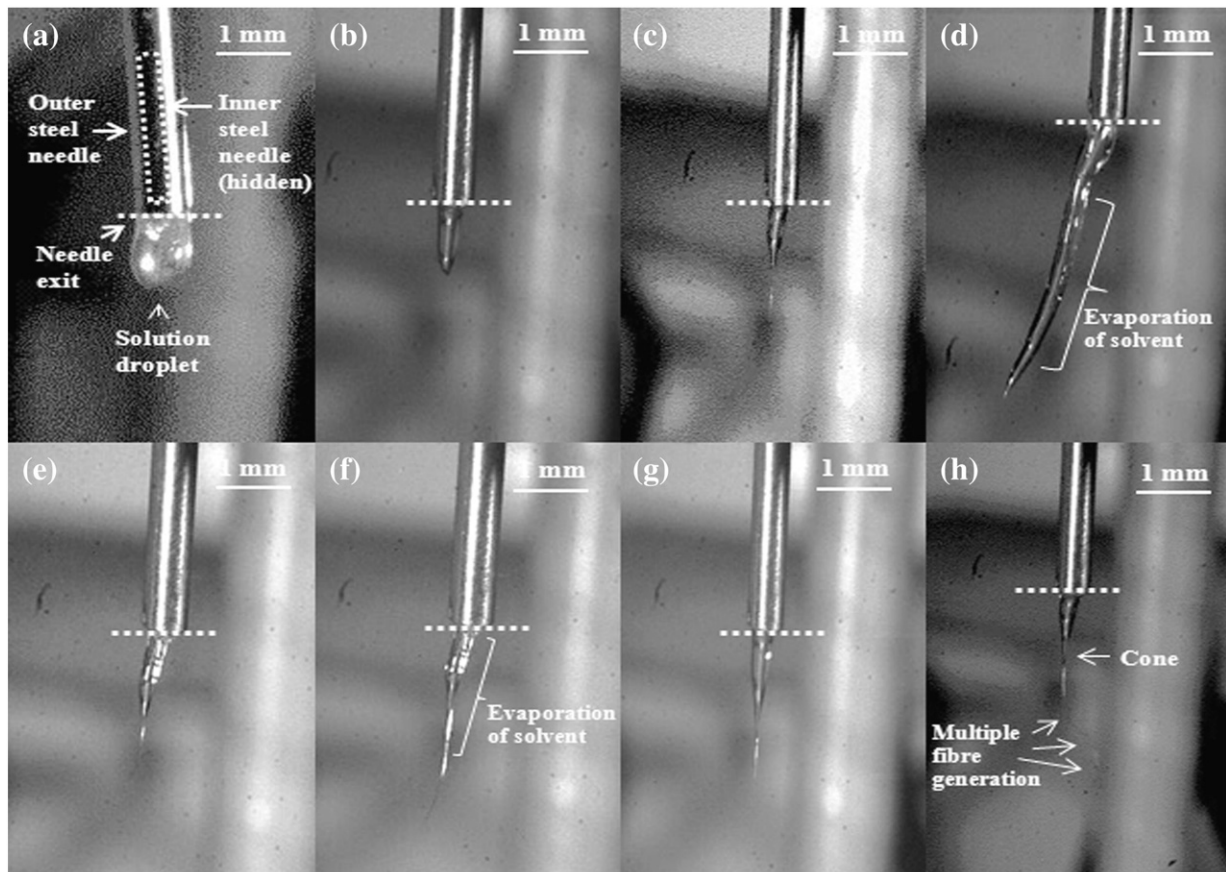 (a)
1 mm
Outer
steel
needle
Inner
steel
needle
(hidden)
Needle
exit
Solution
droplet
(b)
1 mm
(c)
1 mm
(d)
1 mm
Evaporation
of solvent
(e)
1 mm
(f)
1 mm
Evaporation
of solvent
(g)
1 mm
(h)
1 mm
Cone
Multiple
fibre
generation